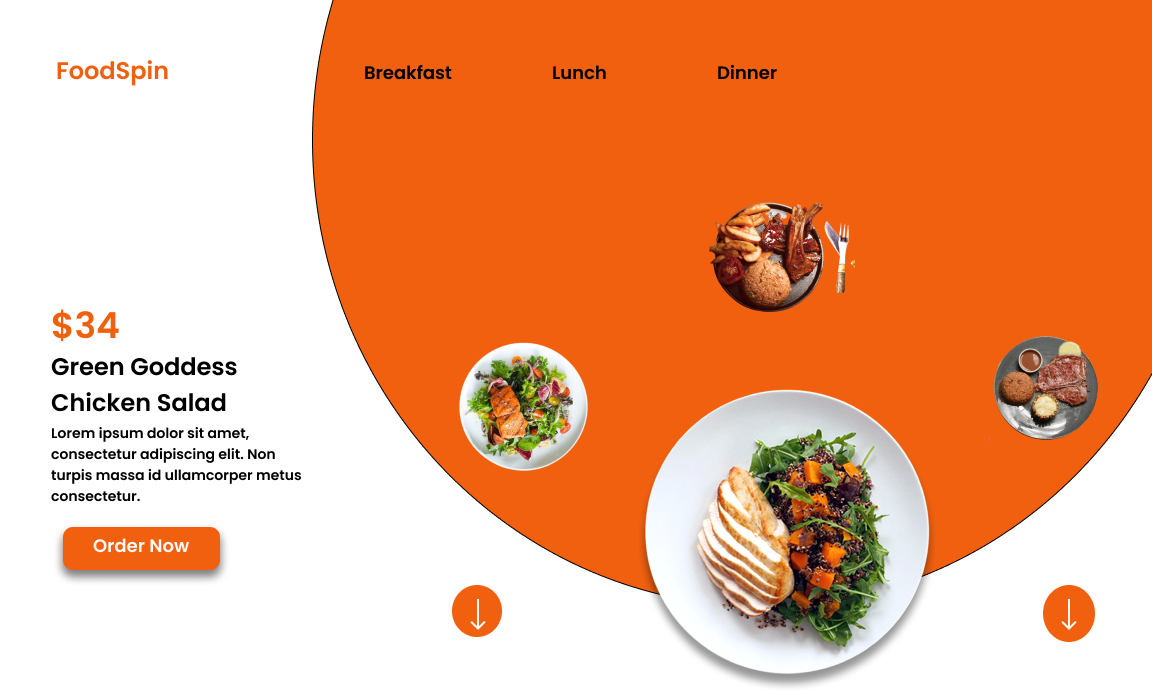 FoodSpin
Breakfast
Lunch
Dinner
$34
Green Goddess
Chicken Salad
Lorem ipsum dolor sit amet,
consectetur adipiscing elit. Non
turpis massa id ullamcorper metus
consectetur.
Order Now